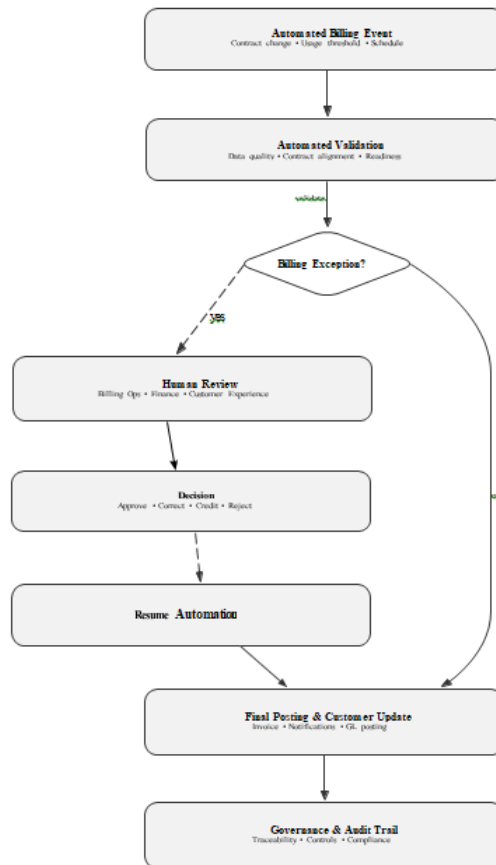 Automated Billing Event
Contract change • Usage threshold • Schedule
Automated Validation
Data quality • Contract alignment • Readiness
validate
Billing Exception?
yes
Human Review
Billing Ops • Finance • Customer Experience
Decision
Approve • Correct • Credit • Reject
Resume Automation
Final Posting & Customer Update
Invoice • Notifications • GL posting
Governance & Audit Trail
Traceability • Controls • Compliance